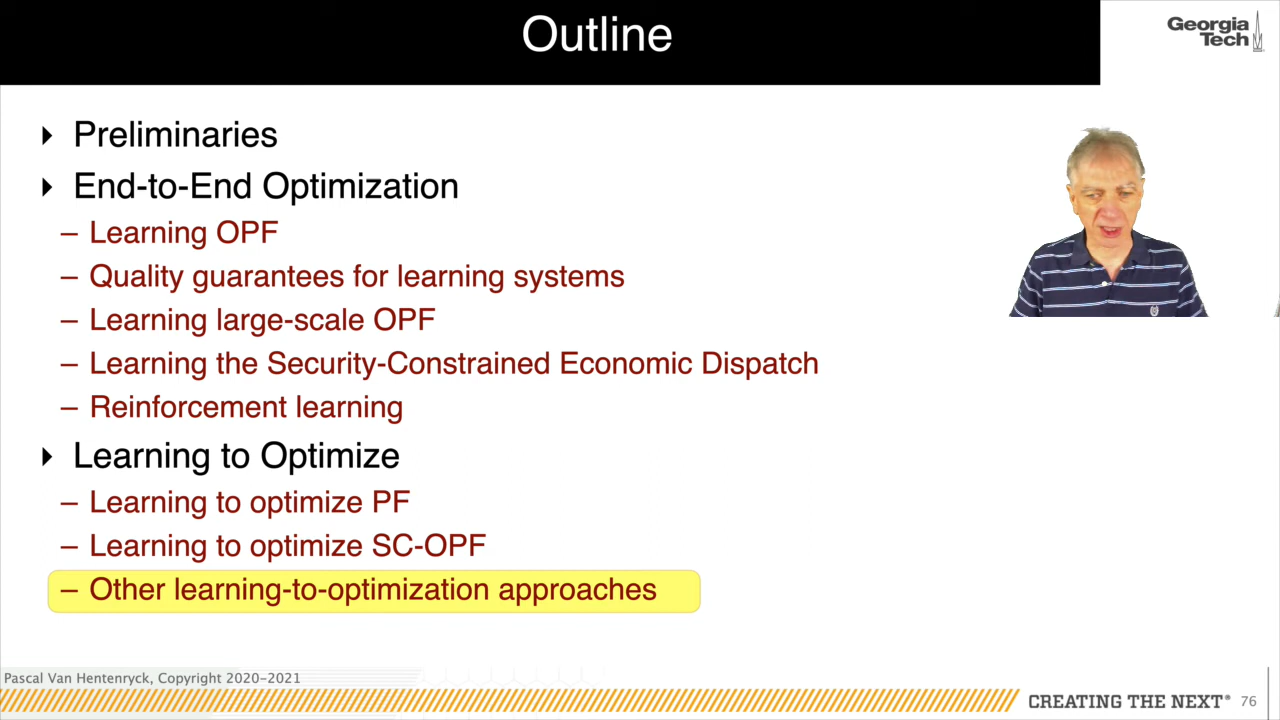 Outline
Georgia
Tech
Preliminaries
End-to-End Optimization
– Learning OPF
– Quality guarantees for learning systems
– Learning large-scale OPF
– Learning the Security-Constrained Economic Dispatch
– Reinforcement learning
Learning to Optimize
– Learning to optimize PF
– Learning to optimize SC-OPF
– Other learning-to-optimization approaches
Pascal Van Hentenryck, Copyright 2020-2021
CREATING THE NEXT® 76